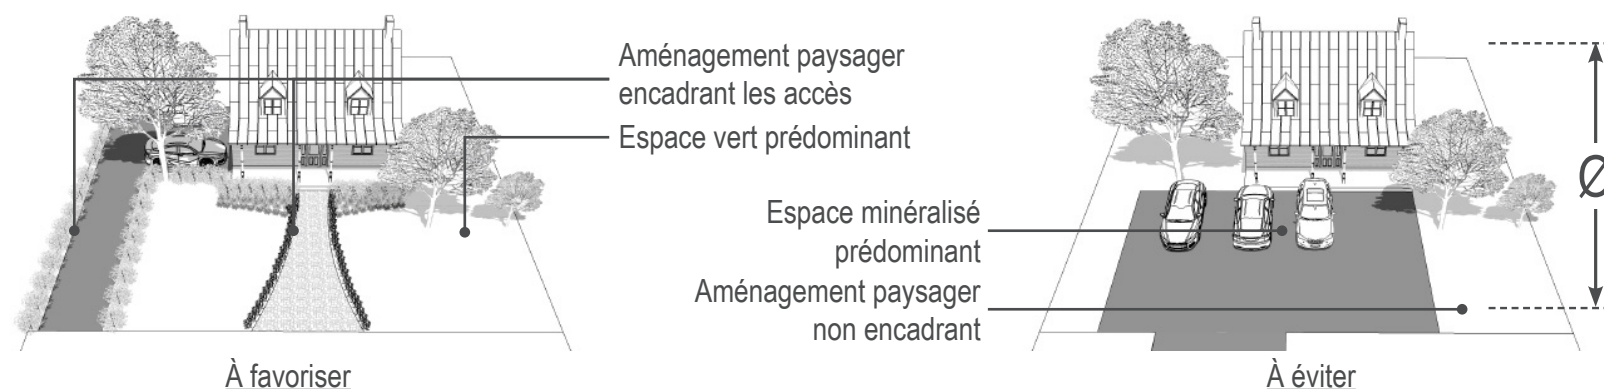 Aménagement paysager
encadrant les accès
Espace vert prédominant
Espace minéralisé
prédominant
Aménagement paysager
non encadrant
Ø
À favoriser
À éviter